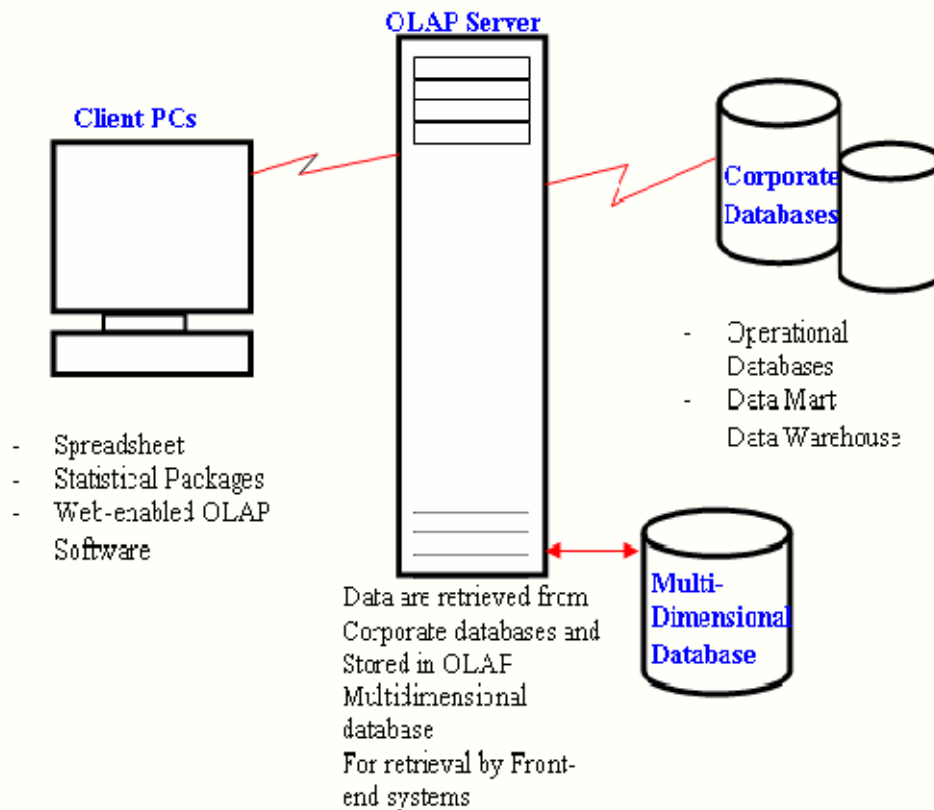 OLAP Server
Client PCs
Corporate
Databases
- Operational
Databases
- Data Mart
Data Warehouse
- Spreadsheet
- Statistical Packages
- Web-enabled OLAP
Software
Multi-
Dimensional
Database
Data are retrieved from
Corporate databases and
Stored in OLAP
Multidimensional
database
For retrieval by Front-
end systems